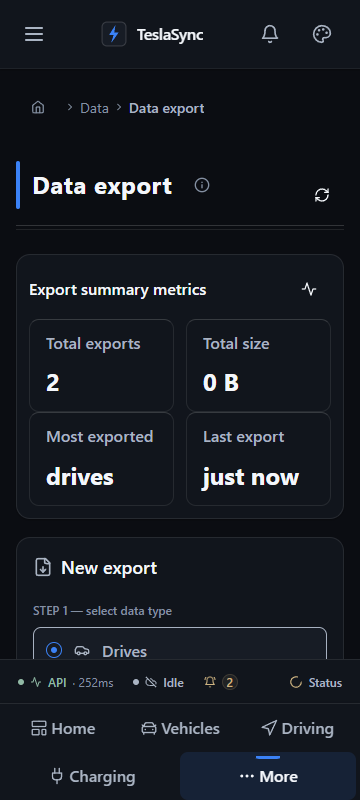 TeslaSync
Data
Data export
Data export
Export summary metrics
Total exports
2
Total size
0 B
Most exported
drives
Last export
just now
New export
STEP 1 — select data type
Drives
API · 252ms
Idle
2
Status
Home
Vehicles
Driving
Charging
More